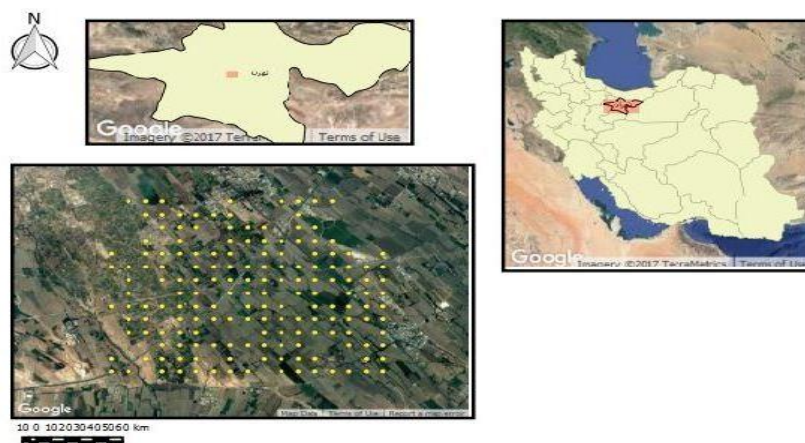 N
تهران
Google
Imagery ©2017 Terra
Terms of Use
Google
Imagery ©2017 TerraMetrics
Terms of Use
Google
Map Data
Terms of Use
Report a map error
10 0 102030405060 km